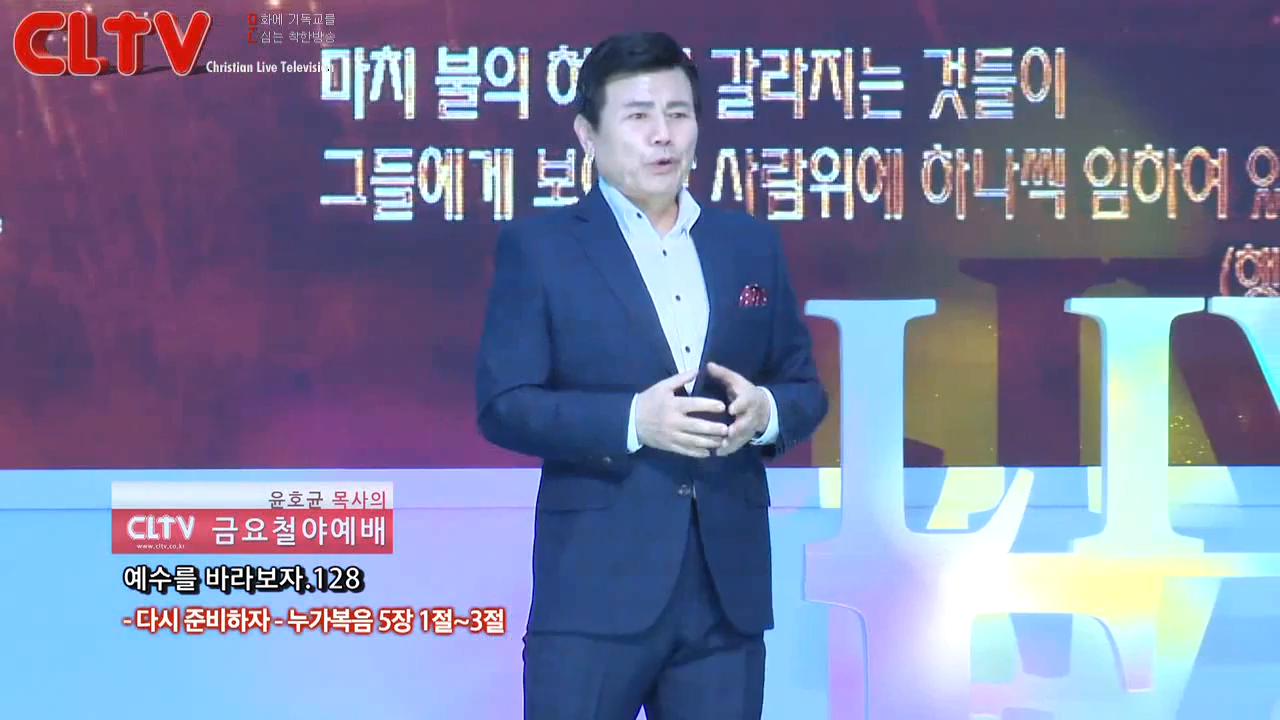 CLTV
문화에 기독교를
심는 착한방송
Christian Live Television
마치 불의 갈라지는 것들이
그들에게 사람위에 하나씩 임하여
(행
윤호균 목사의
CLTV 금요철야예배
www.cltv.co.kr
예수를 바라보자.128
- 다시 준비하자 - 누가복음 5장 1절~3절
LIV